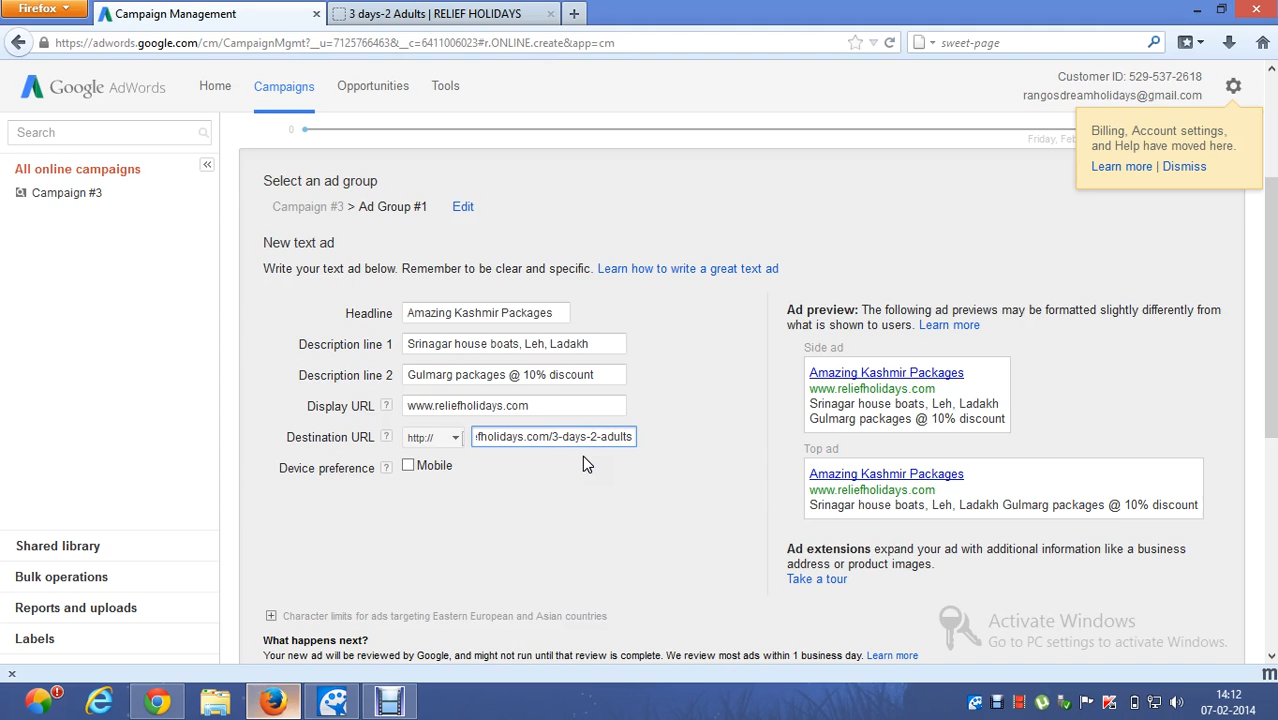 Firefox
Campaign Management
3 days-2 Adults | RELIEF HOLIDAYS
https://adwords.google.com/cm/CampaignMgmt?__u=7125766463&__c=6411006023#r.ONLINE.create&app=cm
sweet-page
Google AdWords
Home
Campaigns
Opportunities
Tools
Customer ID: 529-537-2618
rangosdreamholidays@gmail.com
Billing, Account settings,
and Help have moved here.
Learn more | Dismiss
Search
All online campaigns
Campaign #3
0
Friday, Feb
Select an ad group
Campaign #3 > Ad Group #1 Edit
New text ad
Write your text ad below. Remember to be clear and specific. Learn how to write a great text ad
Headline Amazing Kashmir Packages
Description line 1 Srinagar house boats, Leh, Ladakh
Description line 2 Gulmarg packages @ 10% discount
Display URL ? www.reliefholidays.com
Destination URL ? http:// efholidays.com/3-days-2-adults
Device preference ? Mobile
Ad preview: The following ad previews may be formatted slightly differently from
what is shown to users. Learn more
Side ad
Amazing Kashmir Packages
www.reliefholidays.com
Srinagar house boats, Leh, Ladakh
Gulmarg packages @ 10% discount
Top ad
Amazing Kashmir Packages
www.reliefholidays.com
Srinagar house boats, Leh, Ladakh Gulmarg packages @ 10% discount
Ad extensions expand your ad with additional information like a business
address or product images.
Take a tour
Character limits for ads targeting Eastern European and Asian countries
What happens next?
Your new ad will be reviewed by Google, and might not run until that review is complete. We review most ads within 1 business day. Learn more
Shared library
Bulk operations
Reports and uploads
Labels
Activate Windows
Go to PC settings to activate Windows.
14:12
07-02-2014